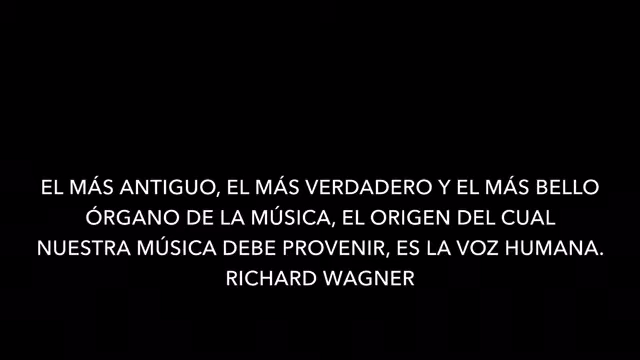 EL MÁS ANTIGUO, EL MÁS VERDADERO Y EL MÁS BELLO
ÓRGANO DE LA MÚSICA, EL ORIGEN DEL CUAL
NUESTRA MÚSICA DEBE PROVENIR, ES LA VOZ HUMANA.
RICHARD WAGNER